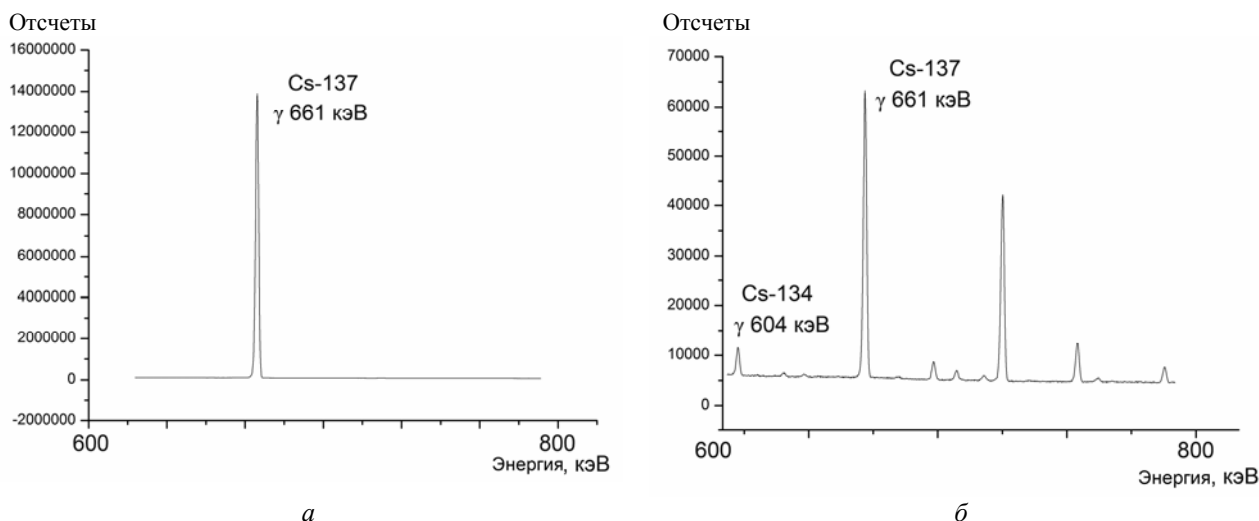 Отсчеты
16000000
14000000
12000000
10000000
8000000
6000000
4000000
2000000
0
-2000000
Cs-137
γ 661 кэВ
600
800
Энергия, кэВ
а
Отсчеты
70000
60000
50000
40000
30000
20000
10000
0
Cs-137
γ 661 кэВ
Cs-134
γ 604 кэВ
600
800
Энергия, кэВ
б